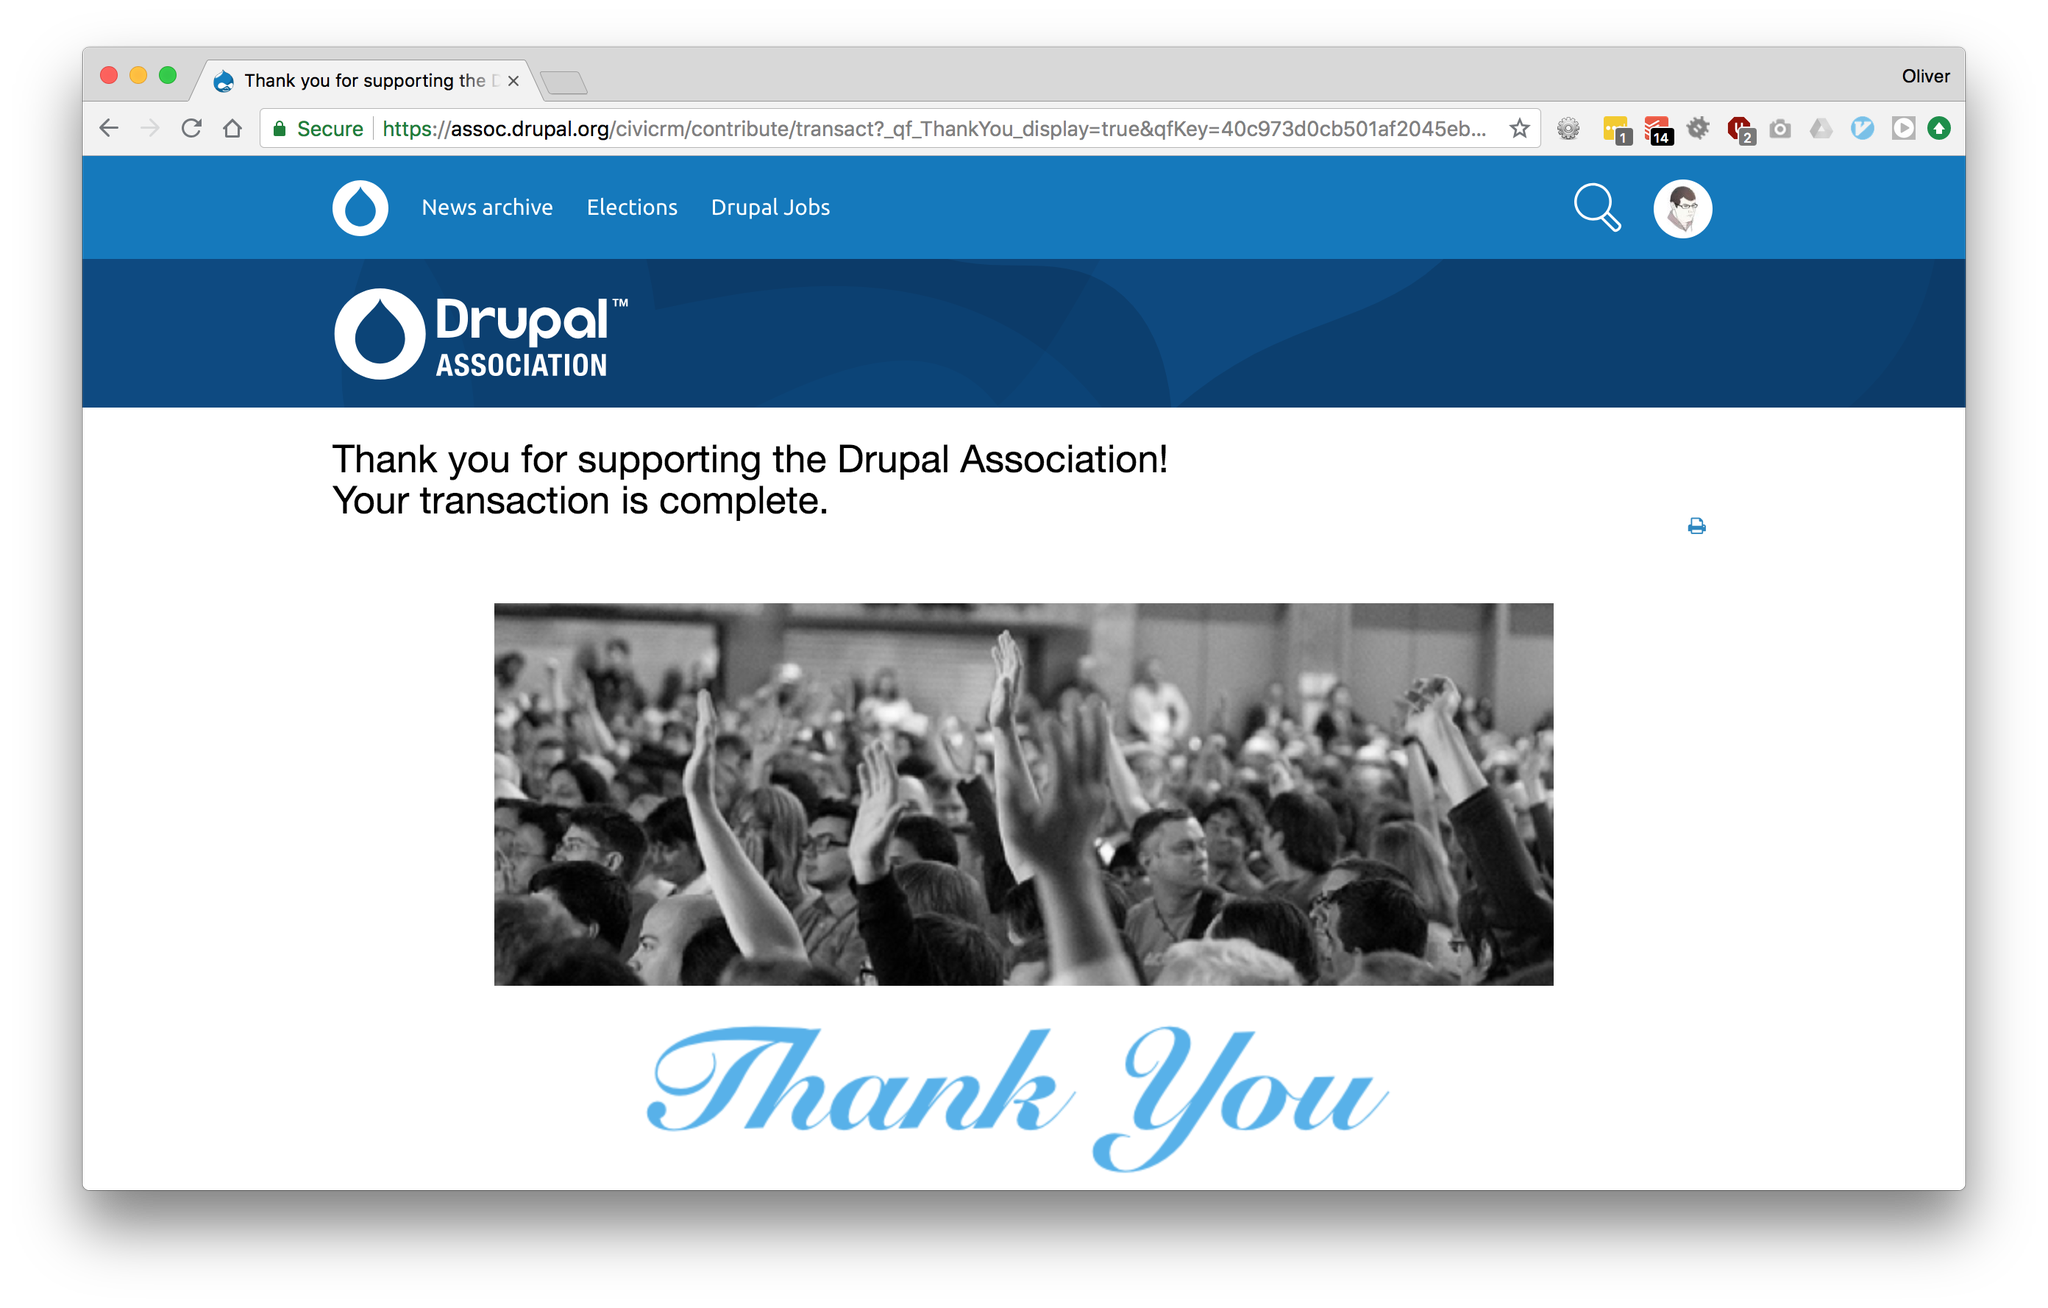 Thank you for supporting the D
Oliver
Secure https://assoc.drupal.org/civicrm/contribute/transact?_qf_ThankYou_display=true&qfKey=40c973d0cb501af2045eb...
1 14 2
News archive Elections Drupal Jobs
Drupal™
ASSOCIATION
Thank you for supporting the Drupal Association!
Your transaction is complete.
Thank You